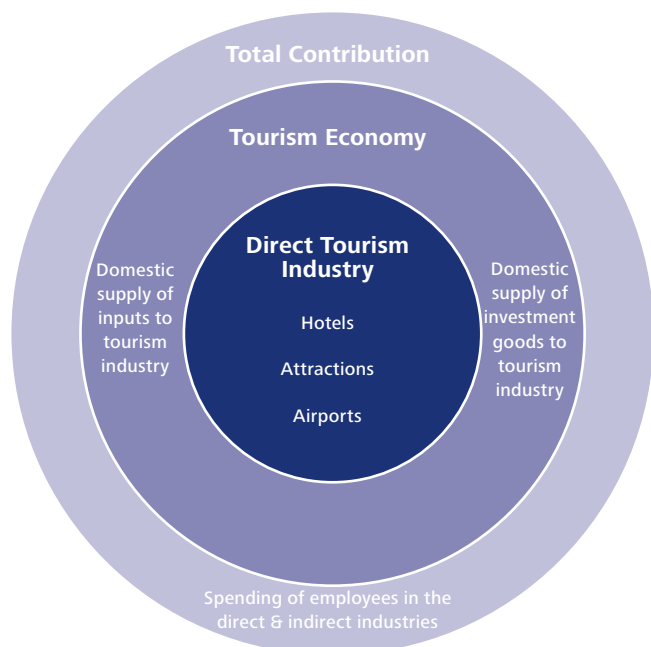 Total Contribution
Tourism Economy
Direct Tourism
Industry
Hotels
Attractions
Airports
Domestic
supply of
inputs to
tourism
industry
Domestic
supply of
investment
goods to
tourism
industry
Spending of employees in the
direct & indirect industries